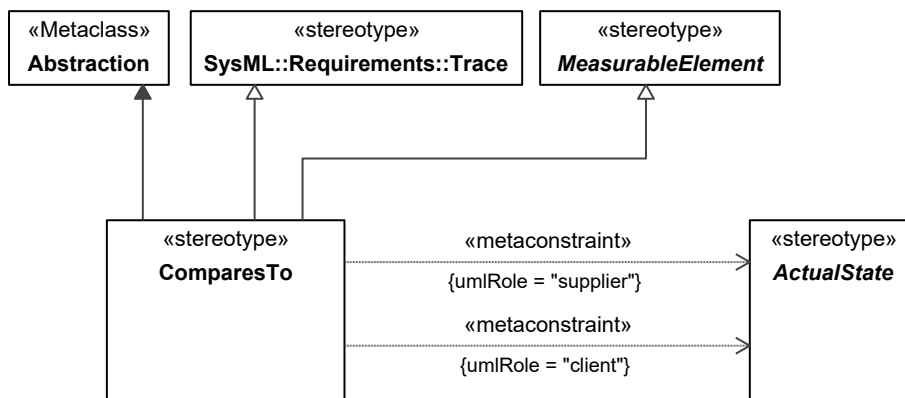 «Metaclass»
Abstraction
«stereotype»
SysML::Requirements::Trace
«stereotype»
MeasurableElement
«stereotype»
ComparesTo
«metaconstraint»
{umlRole = "supplier"}
«metaconstraint»
{umlRole = "client"}
«stereotype»
ActualState